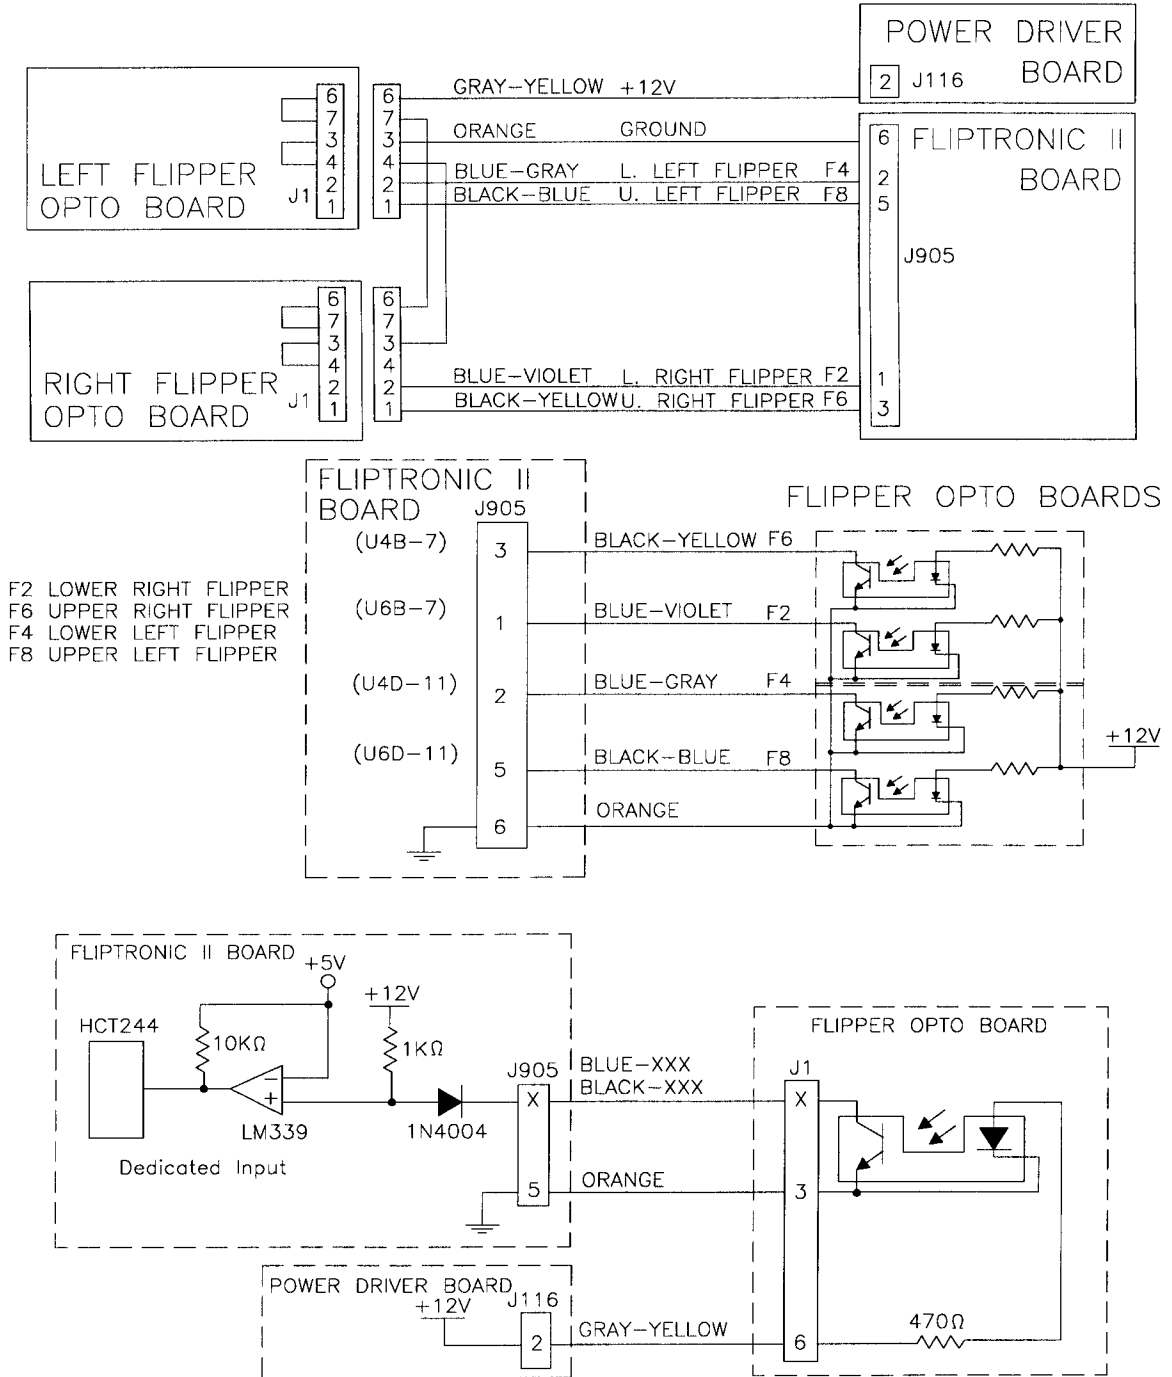 POWER DRIVER
BOARD
2 J116
GRAY-YELLOW +12V
6
7
3
4
2
1
6
7
3
4
2
1
LEFT FLIPPER
OPTO BOARD
J1
ORANGE GROUND
BLUE-GRAY L. LEFT FLIPPER F4
BLACK-BLUE U. LEFT FLIPPER F8
6
2
5
FLIPTRONIC II
BOARD
J905
6
7
3
4
2
1
6
7
3
4
2
1
RIGHT FLIPPER
OPTO BOARD
J1
BLUE-VIOLET L. RIGHT FLIPPER F2
BLACK-YELLOW U. RIGHT FLIPPER F6
1
3
FLIPTRONIC II
BOARD
J905
FLIPPER OPTO BOARDS
(U4B-7) 3 BLACK-YELLOW F6
F2 LOWER RIGHT FLIPPER
F6 UPPER RIGHT FLIPPER
F4 LOWER LEFT FLIPPER
F8 UPPER LEFT FLIPPER
(U6B-7) 1 BLUE-VIOLET F2
(U4D-11) 2 BLUE-GRAY F4
(U6D-11) 5 BLACK-BLUE F8
+12V
6 ORANGE
FLIPTRONIC II BOARD
+5V
+12V
HCT244
10KΩ
1KΩ
LM339
1N4004
Dedicated Input
J905
X
5
BLUE-XXX
BLACK-XXX
ORANGE
FLIPPER OPTO BOARD
J1
X
3
6
470Ω
POWER DRIVER BOARD
+12V
J116
2
GRAY-YELLOW